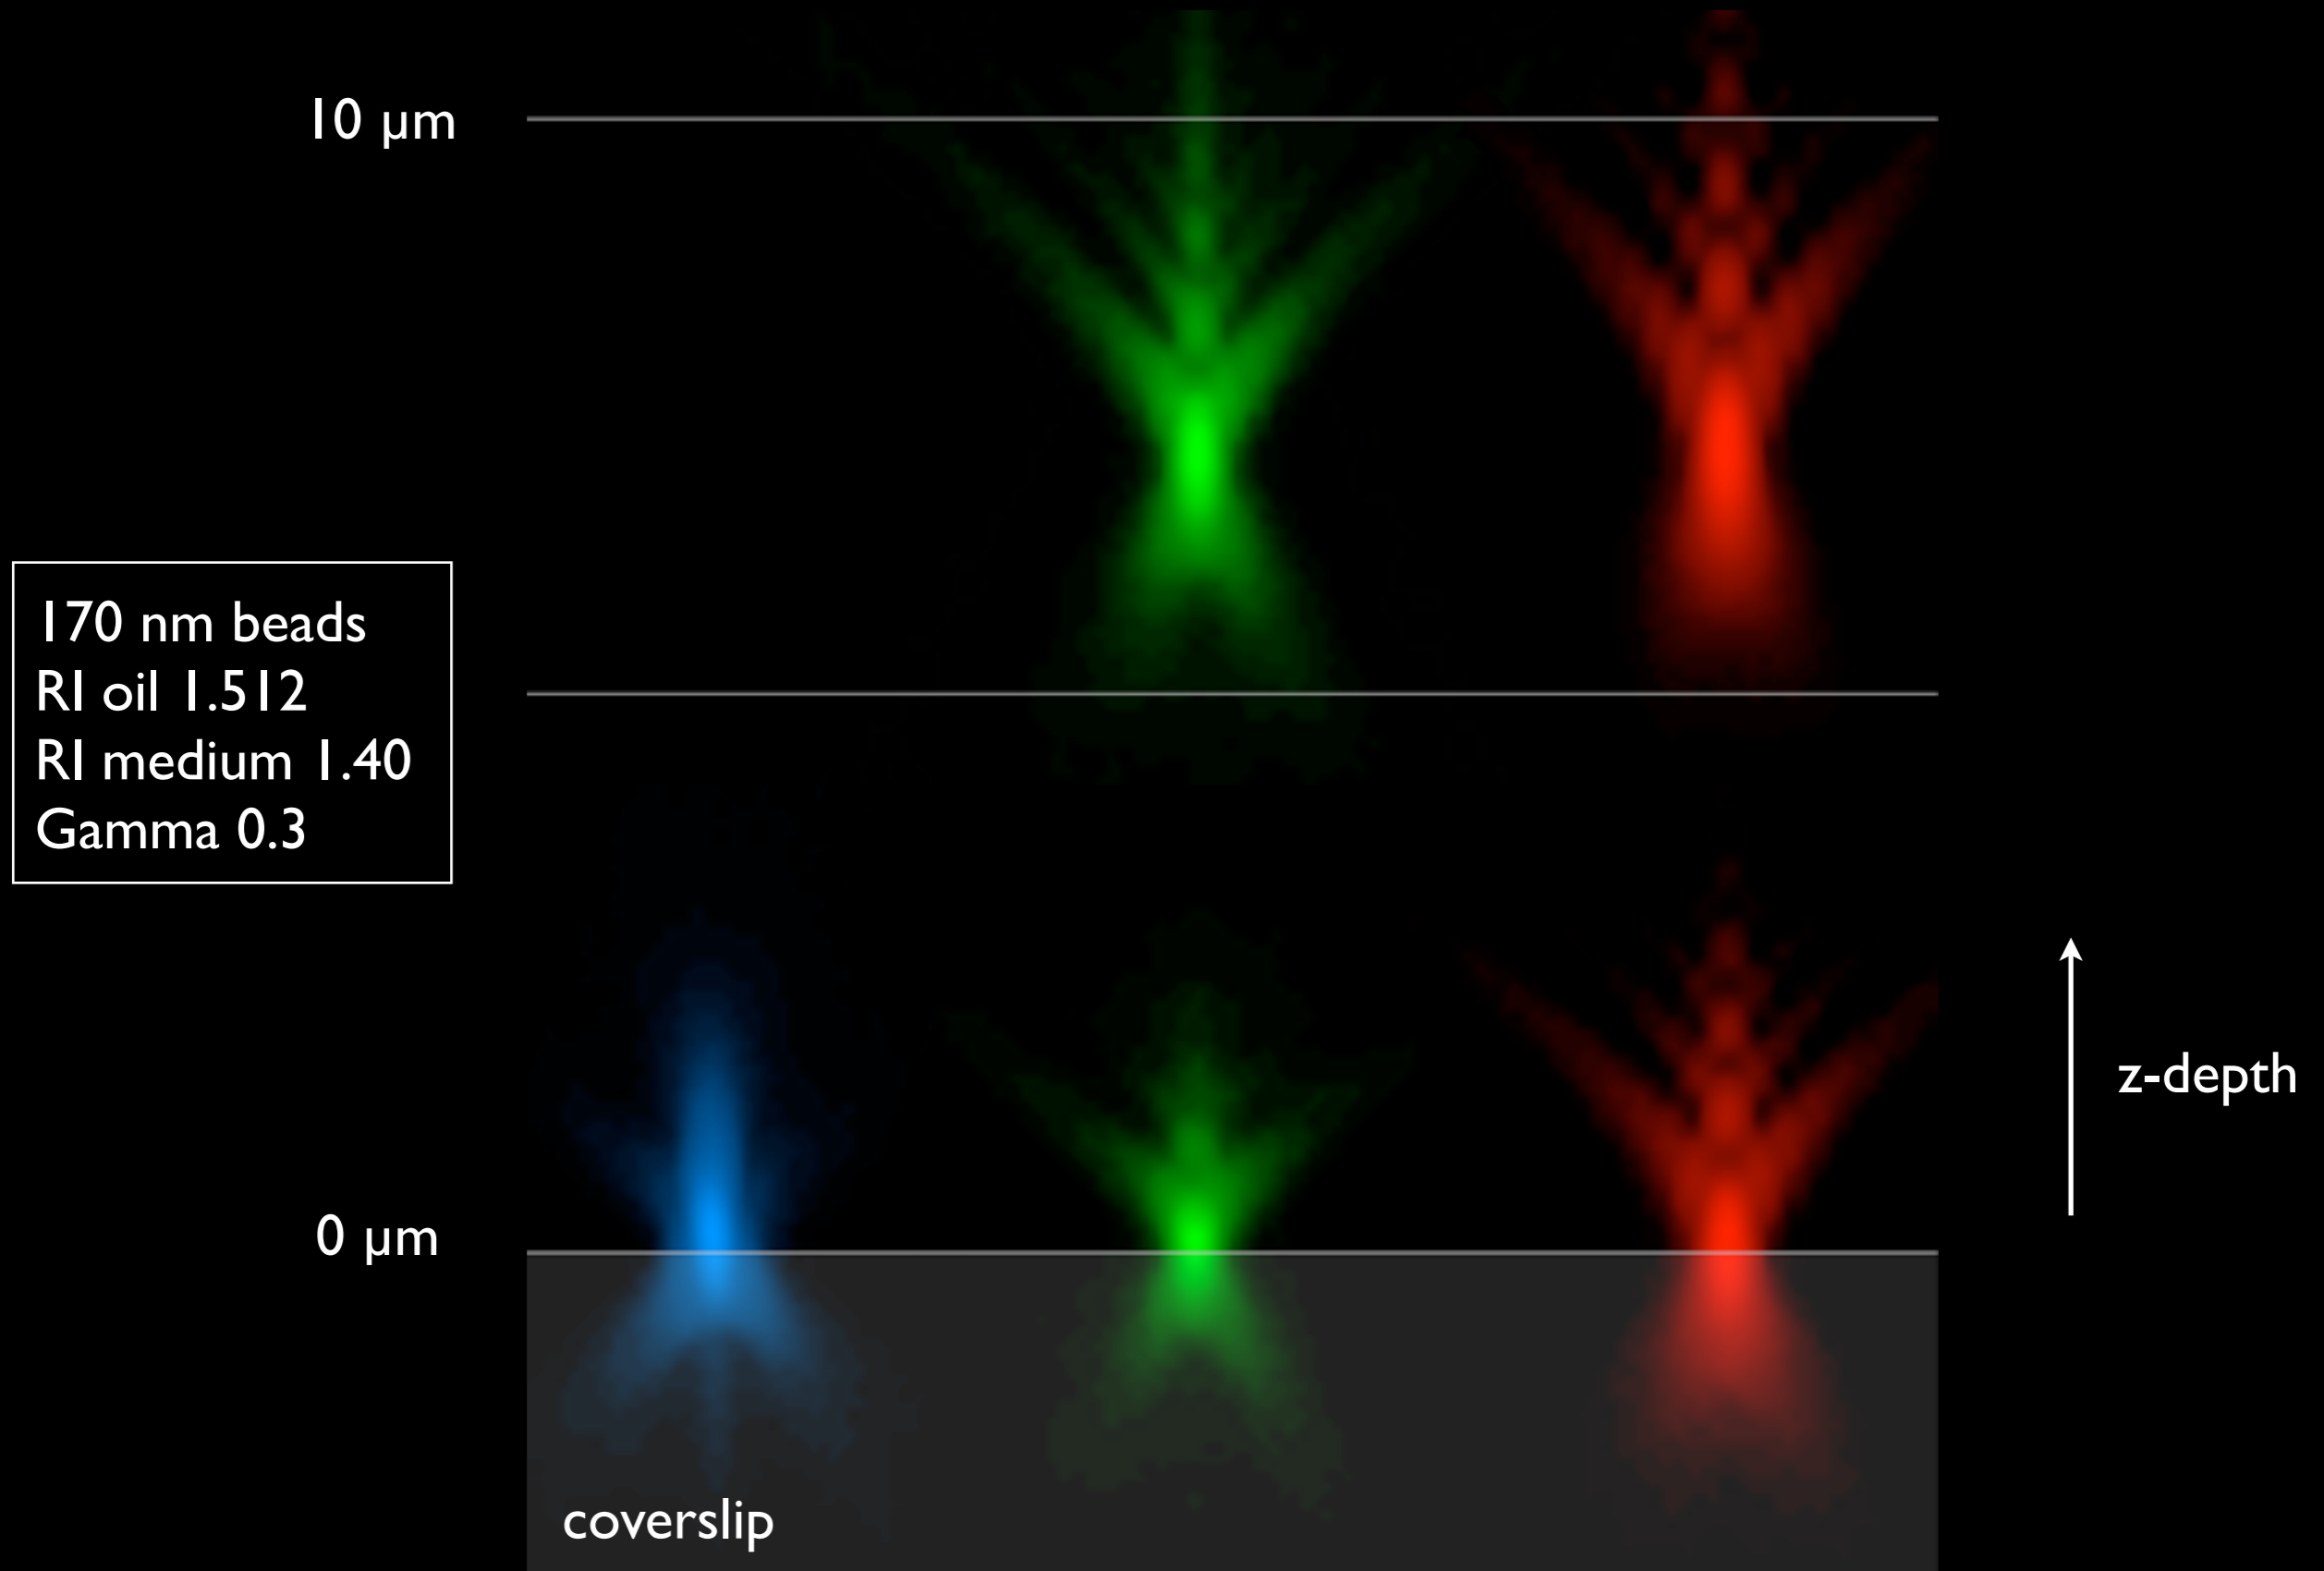 10 µm
170 nm beads
RI oil 1.512
RI medium 1.40
Gamma 0.3
z-depth
0 µm
coverslip